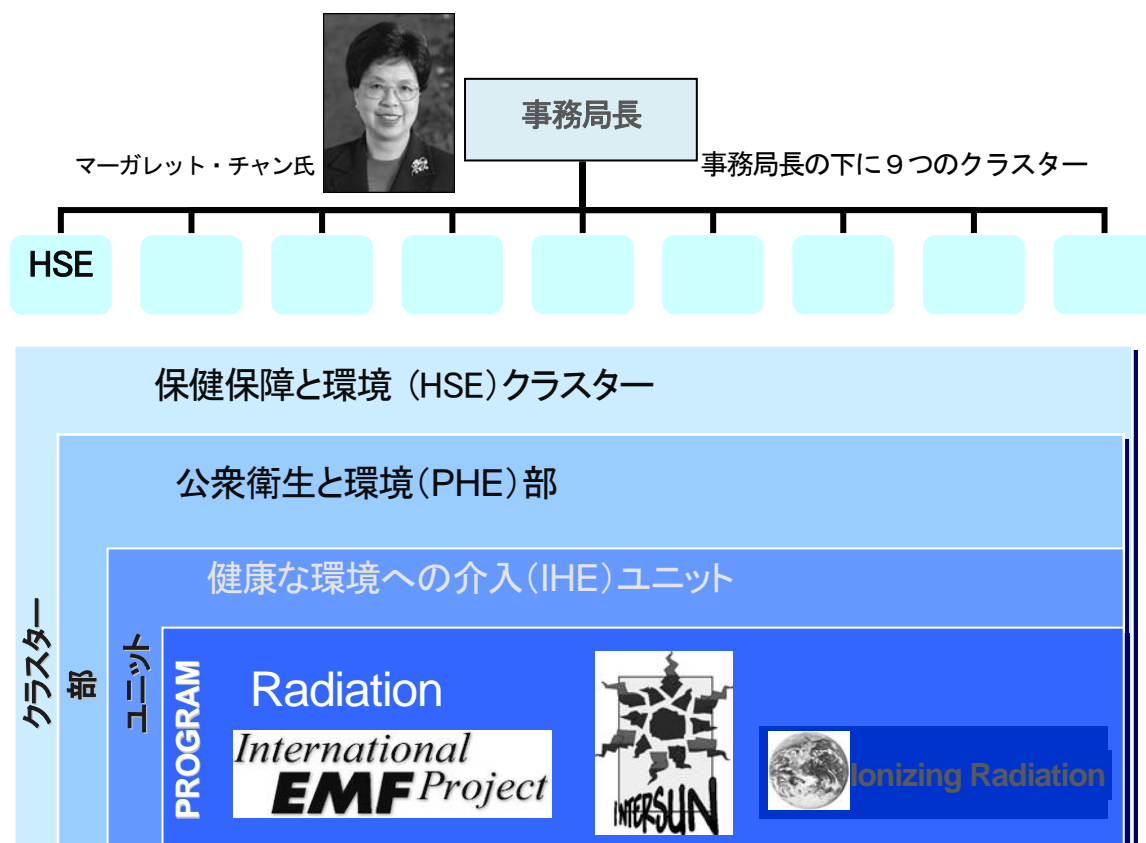 事務局長
マーガレット・チャン氏
事務局長の下に９つのクラスター
HSE
保健保障と環境 (HSE)クラスター
公衆衛生と環境(PHE)部
健康な環境への介入(IHE)ユニット
クラスター
部
ユニット
PROGRAM
Radiation
International
EMF Project
INTERSUN
Ionizing Radiation